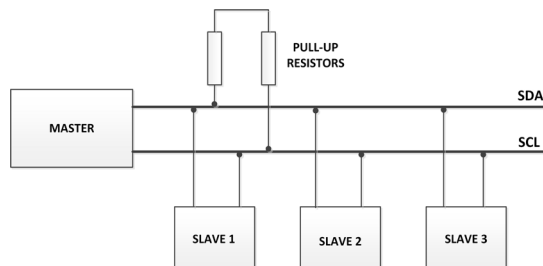 PULL-UP
RESISTORS
SDA
MASTER
SCL
SLAVE 1
SLAVE 2
SLAVE 3